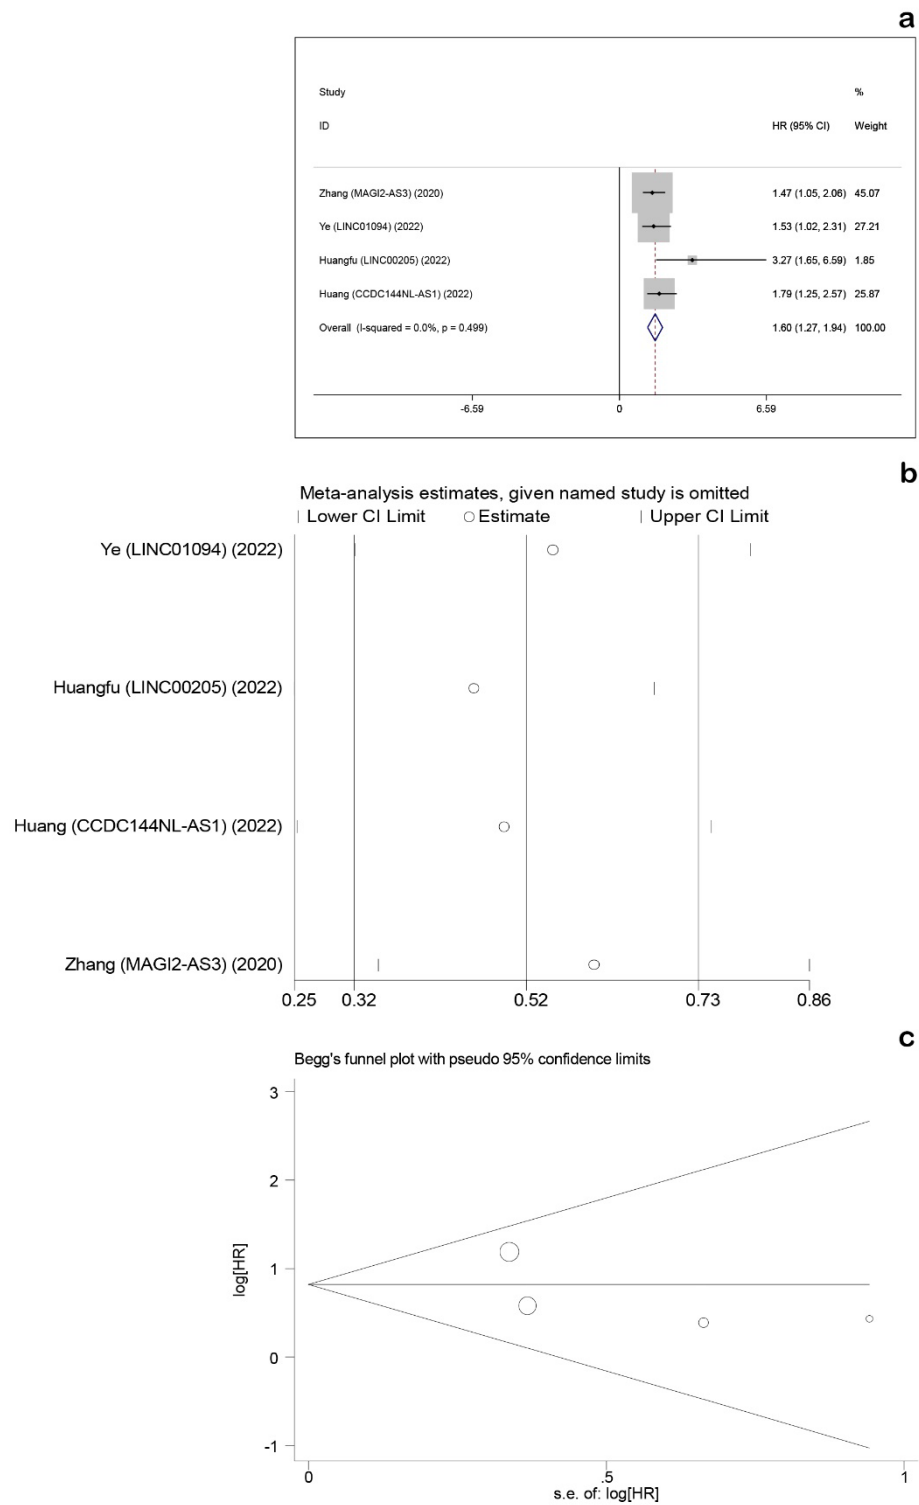 a
Study %
ID HR (95% CI) Weight
Zhang (MAGI2-AS3) (2020) 1.47 (1.05, 2.06) 45.07
Ye (LINC01094) (2022) 1.53 (1.02, 2.31) 27.21
Huangfu (LINC00205) (2022) 3.27 (1.65, 6.59) 1.85
Huang (CCDC144NL-AS1) (2022) 1.79 (1.25, 2.57) 25.87
Overall (I-squared = 0.0%, p = 0.499) 1.60 (1.27, 1.94) 100.00
-6.59 0 6.59
b
Meta-analysis estimates, given named study is omitted
Lower CI Limit Estimate Upper CI Limit
Ye (LINC01094) (2022)
Huangfu (LINC00205) (2022)
Huang (CCDC144NL-AS1) (2022)
Zhang (MAGI2-AS3) (2020)
0.25 0.32 0.52 0.73 0.86
c
Begg's funnel plot with pseudo 95% confidence limits
log[HR]
3
2
1
0
-1
0 .5 1
s.e. of: log[HR]